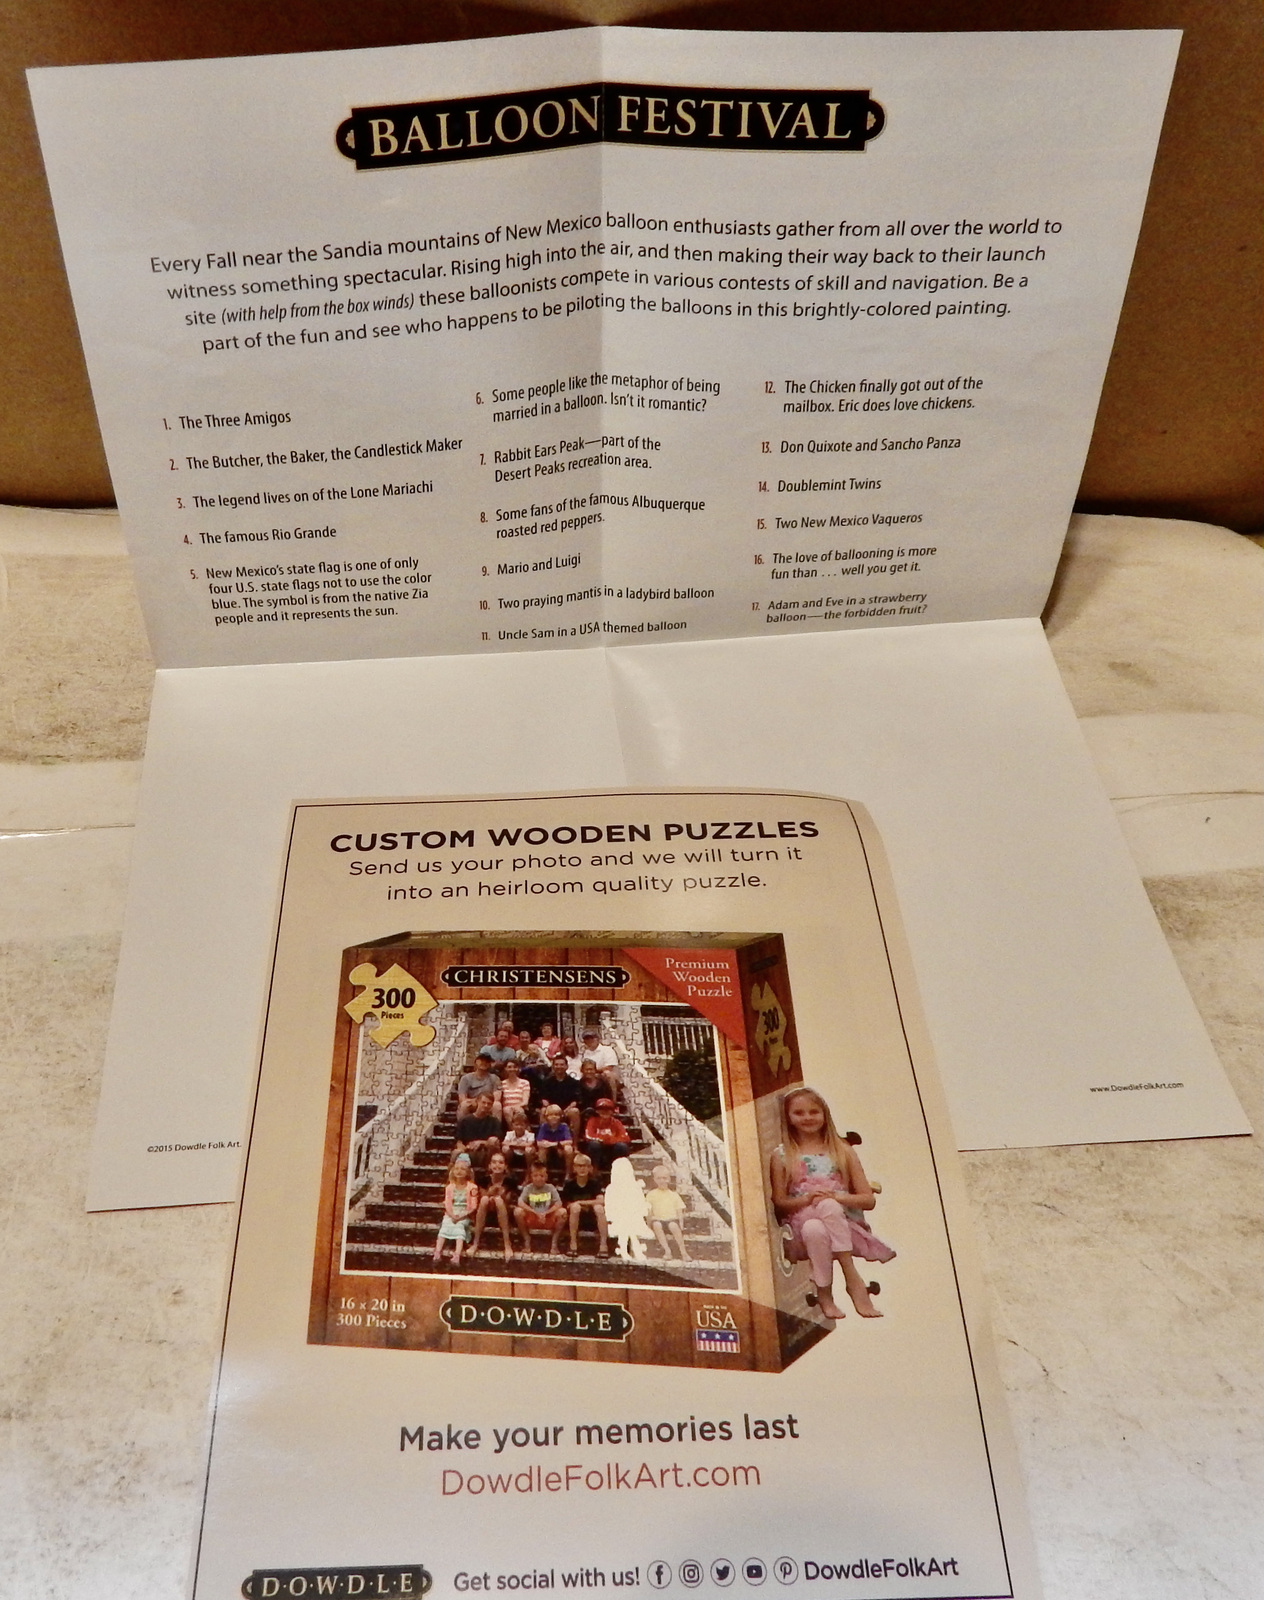 BALLOON FESTIVAL
Every Fall near the Sandia mountains of New Mexico balloon enthusiasts gather from all over the world to
witness something spectacular. Rising high into the air, and then making their way back to their launch
site (with help from the box winds) these balloonists compete in various contests of skill and navigation. Be a
part of the fun and see who happens to be piloting the balloons in this brightly-colored painting.
1. The Three Amigos
2. The Butcher, the Baker, the Candlestick Maker
3. The legend lives on of the Lone Mariachi
4. The famous Rio Grande
5. New Mexico's state flag is one of only
four U.S. state flags not to use the color
blue. The symbol is from the native Zia
people and it represents the sun.
6. Some people like the metaphor of being
married in a balloon. Isn't it romantic?
7. Rabbit Ears Peak—part of the
Desert Peaks recreation area.
8. Some fans of the famous Albuquerque
roasted red peppers.
9. Mario and Luigi
10. Two praying mantis in a ladybird balloon
11. Uncle Sam in a USA themed balloon
12. The Chicken finally got out of the
mailbox. Eric does love chickens.
13. Don Quixote and Sancho Panza
14. Doublemint Twins
15. Two New Mexico Vaqueros
16. The love of ballooning is more
fun than . . . well you get it.
17. Adam and Eve in a strawberry
balloon—the forbidden fruit?
©2015 Dowdle Folk Art.
www.DowdleFolkArt.com
CUSTOM WOODEN PUZZLES
Send us your photo and we will turn it
into an heirloom quality puzzle.
300
Pieces
CHRISTENSENS
Premium
Wooden
Puzzle
300
16 x 20 in
300 Pieces
D·O·W·D·L·E
MADE IN THE
USA
Make your memories last
DowdleFolkArt.com
D·O·W·D·L·E
Get social with us! DowdleFolkArt